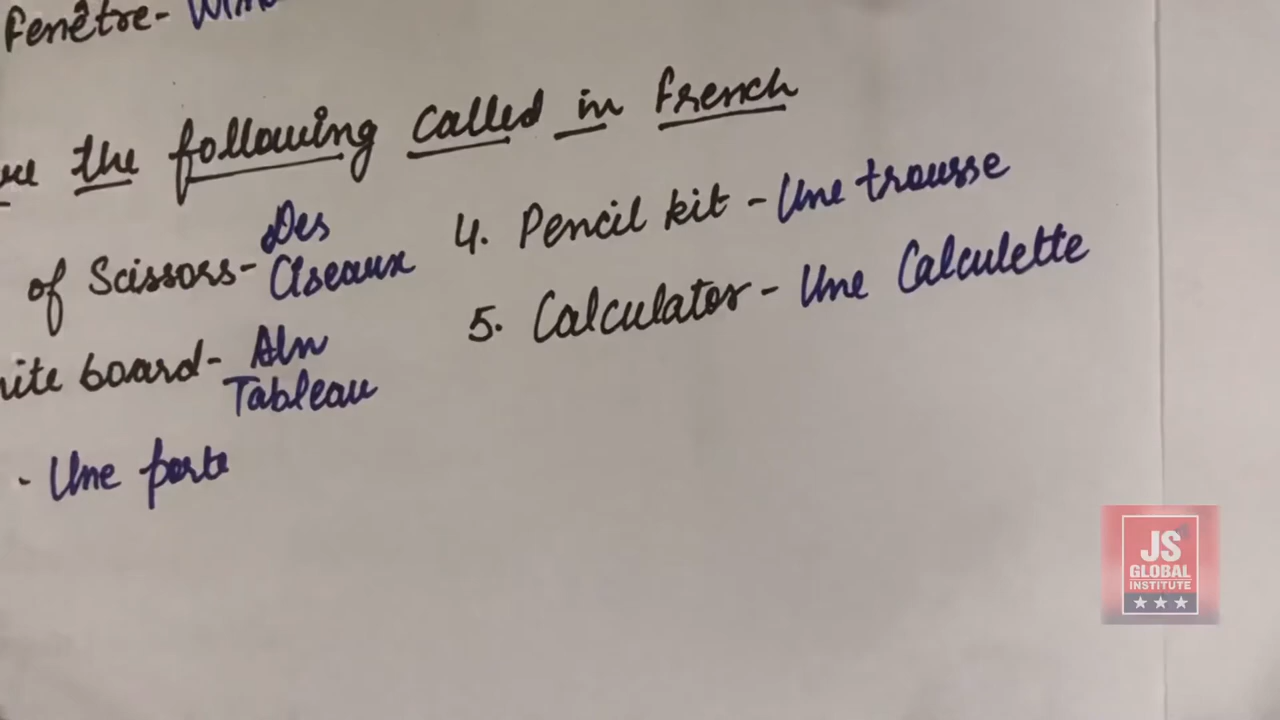 fenêtre-
the following called in french
of Scissors- Des
Ciseaux
board- Un
Tableau
Une porte
4. Pencil kit - Une trousse
5. Calculator - Une Calculette
JS
GLOBAL
INSTITUTE